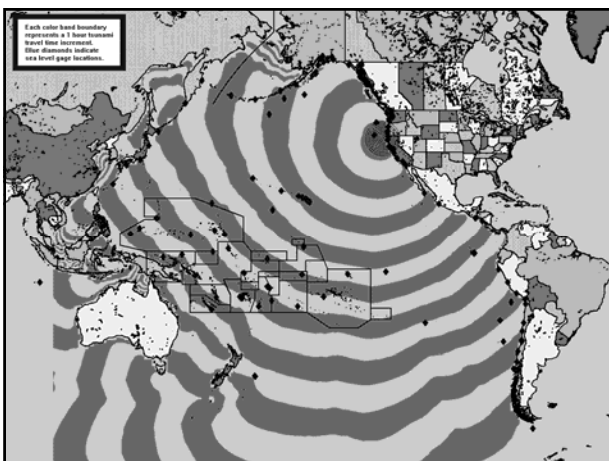 Each color band boundary
represents a 1 hour tsunami
travel time increment.
Blue diamonds indicate
sea level gage locations.